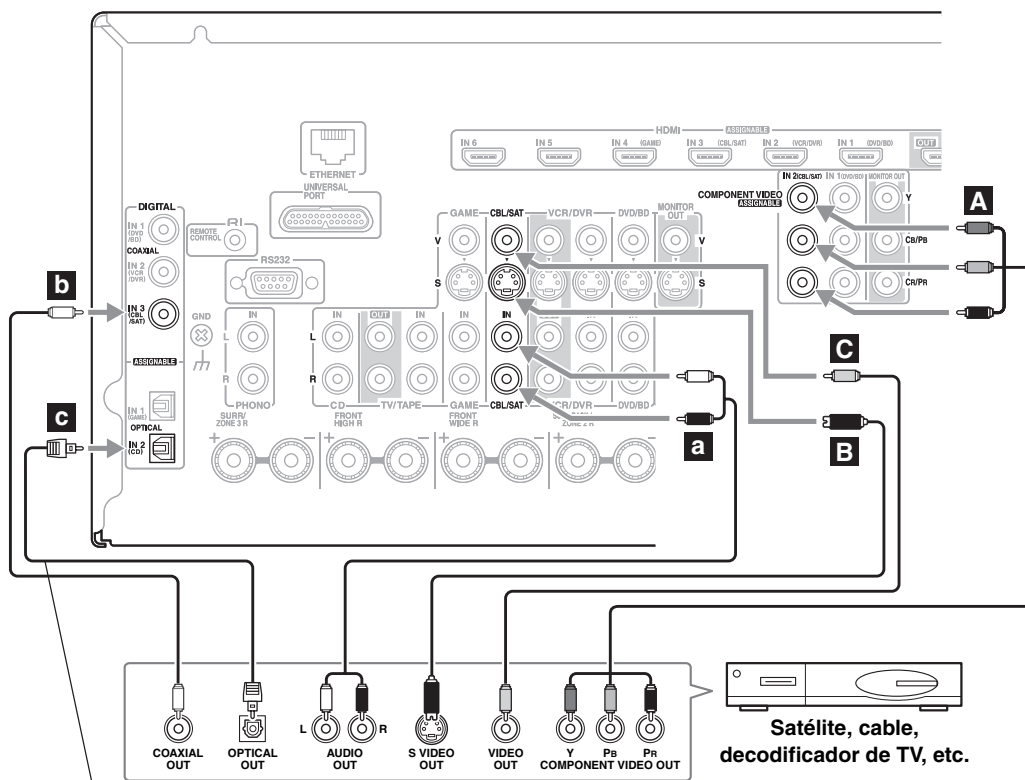 HDMI ASSIGNABLE
IN 6 IN 5 IN 4 (GAME) IN 3 (CBL/SAT) IN 2 (VCR/DVR) IN 1 (DVD/BD) OUT
ETHERNET
UNIVERSAL
PORT
IN 2(CBL/SAT) IN 1(DVD/BD) MONITOR OUT
COMPONENT VIDEO
ASSIGNABLE
Y
CB/PB
CR/PR
A
DIGITAL
IN 1
(DVD
/BD)
COAXIAL
IN 2
(VCR
/DVR)
IN 3
(CBL
/SAT)
ASSIGNABLE
IN 1
(GAME)
OPTICAL
IN 2
(CD)
RI
REMOTE
CONTROL
RS232
GND
GAME CBL/SAT VCR/DVR DVD/BD MONITOR
OUT
V V
S S
b
c
IN IN OUT IN IN IN
L L
R R
PHONO CD TV/TAPE GAME CBL/SAT VCR/DVR DVD/BD
SURR/
ZONE 3 R
FRONT
HIGH R
FRONT
WIDE R
ZONE 2 R
+ − + − + − + −
C
a
B
L R
COAXIAL
OUT
OPTICAL
OUT
AUDIO
OUT
S VIDEO
OUT
VIDEO
OUT
Y PB PR
COMPONENT VIDEO OUT
Satélite, cable,
decodificador de TV, etc.